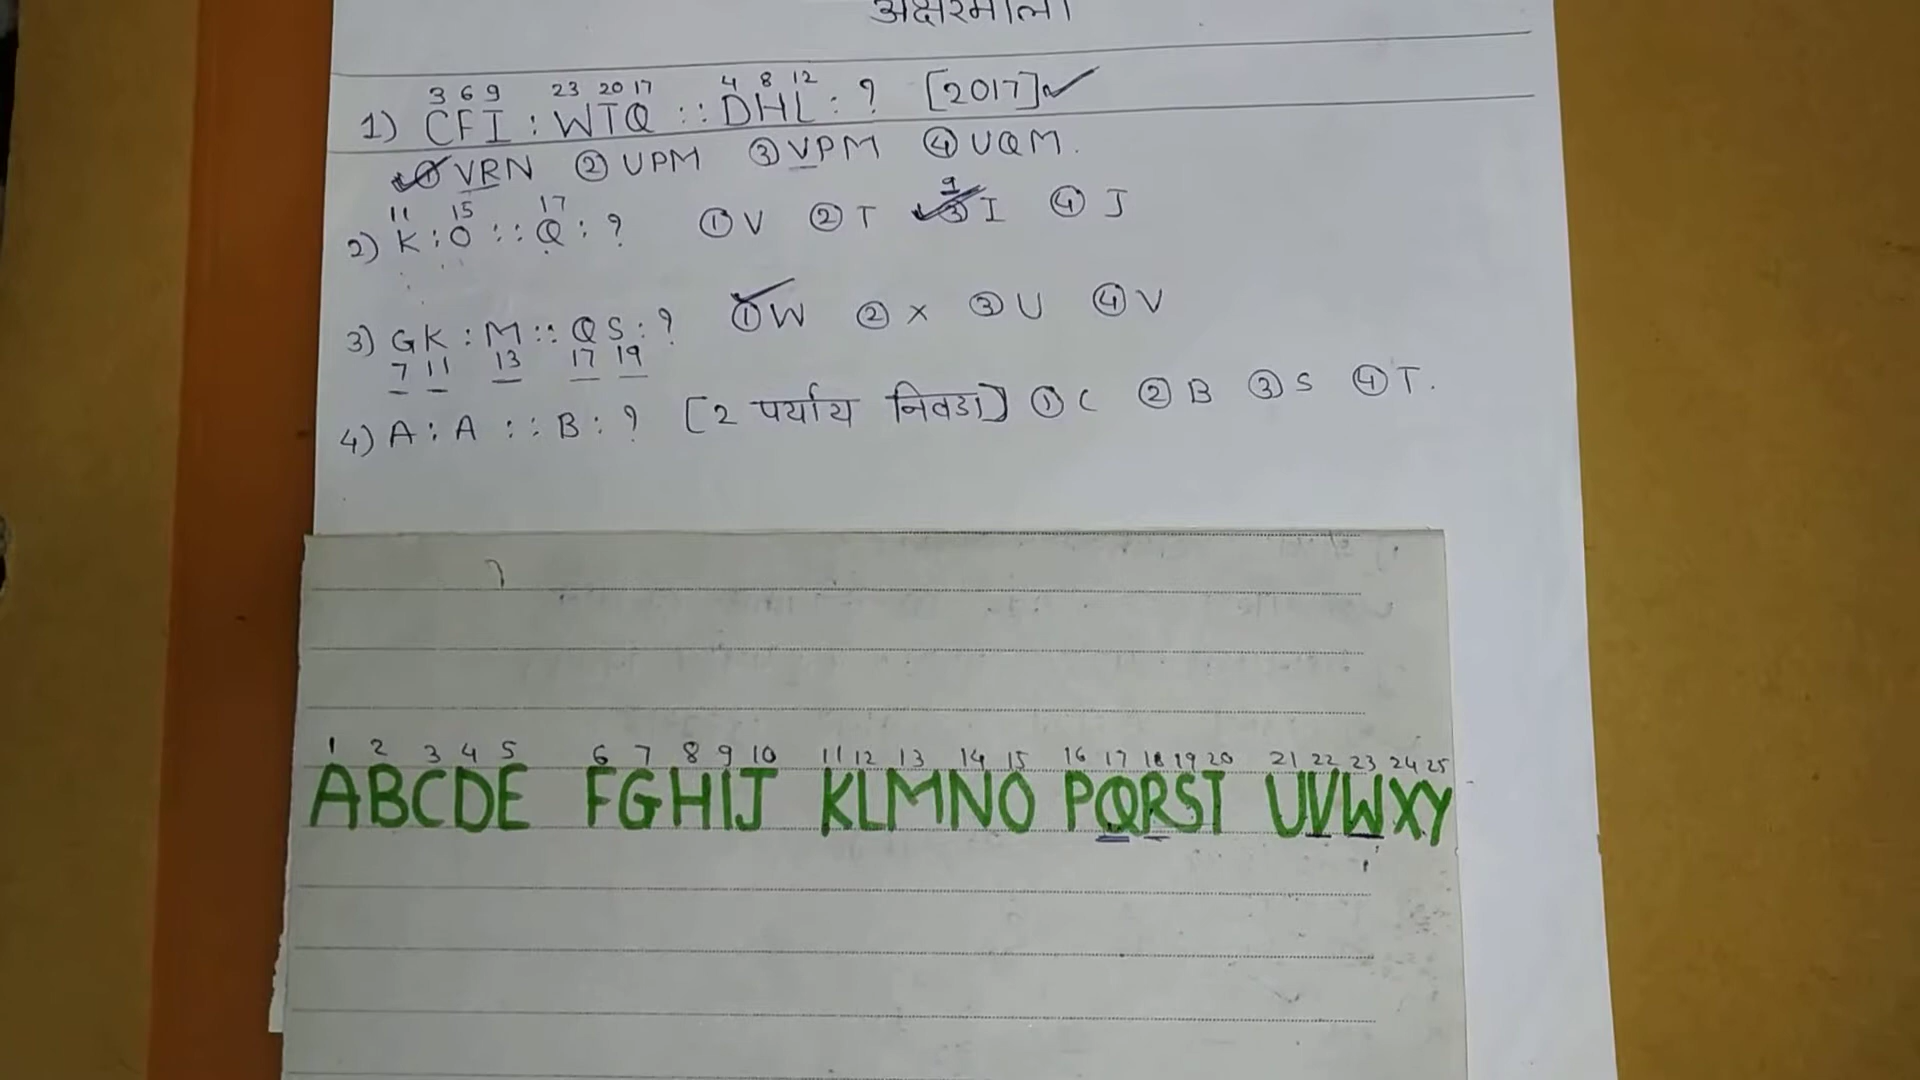 अक्षरमाला
3 6 9 23 20 17 4 8 12
1) CFI : WTQ :: DHL : ? [2017]
① VRN ② UPM ③ VPM ④ UQM.
11 15 17 9
2) K : O :: Q : ? ① V ② T ③ I ④ J
3) GK : M :: QS : ? ① W ② X ③ U ④ V
7 11 13 17 19
4) A : A :: B : ? [2 पर्याय निवडा] ① C ② B ③ S ④ T.
1 2 3 4 5 6 7 8 9 10 11 12 13 14 15 16 17 18 19 20 21 22 23 24 25
ABCDE FGHIJ KLMNO PQRST UVWXY